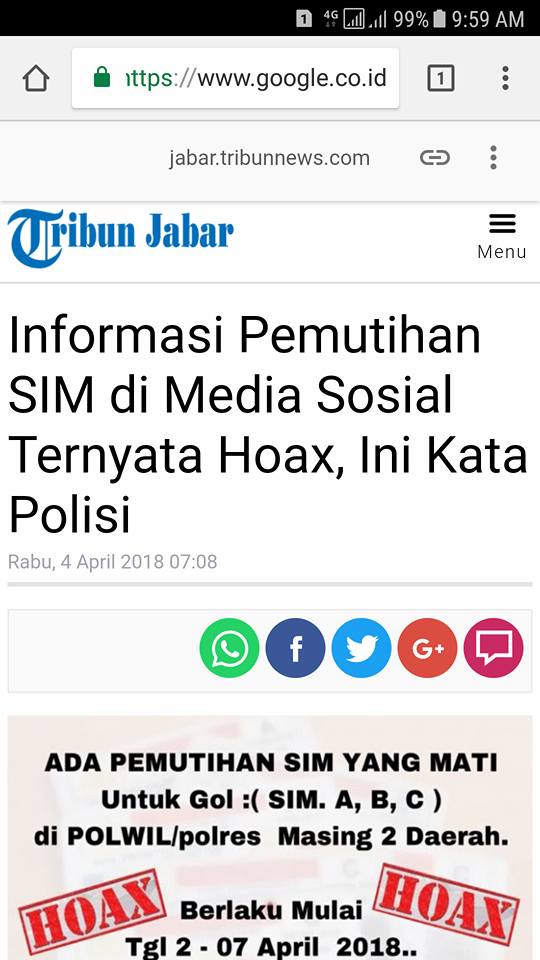 1 4G 99% 9:59 AM
https://www.google.co.id 1
jabar.tribunnews.com
Tribun Jabar
Menu
Informasi Pemutihan
SIM di Media Sosial
Ternyata Hoax, Ini Kata
Polisi
Rabu, 4 April 2018 07:08
f G+
ADA PEMUTIHAN SIM YANG MATI
Untuk Gol :( SIM. A, B, C )
di POLWIL/polres Masing 2 Daerah.
HOAX Berlaku Mulai HOAX
Tgl 2 - 07 April 2018..